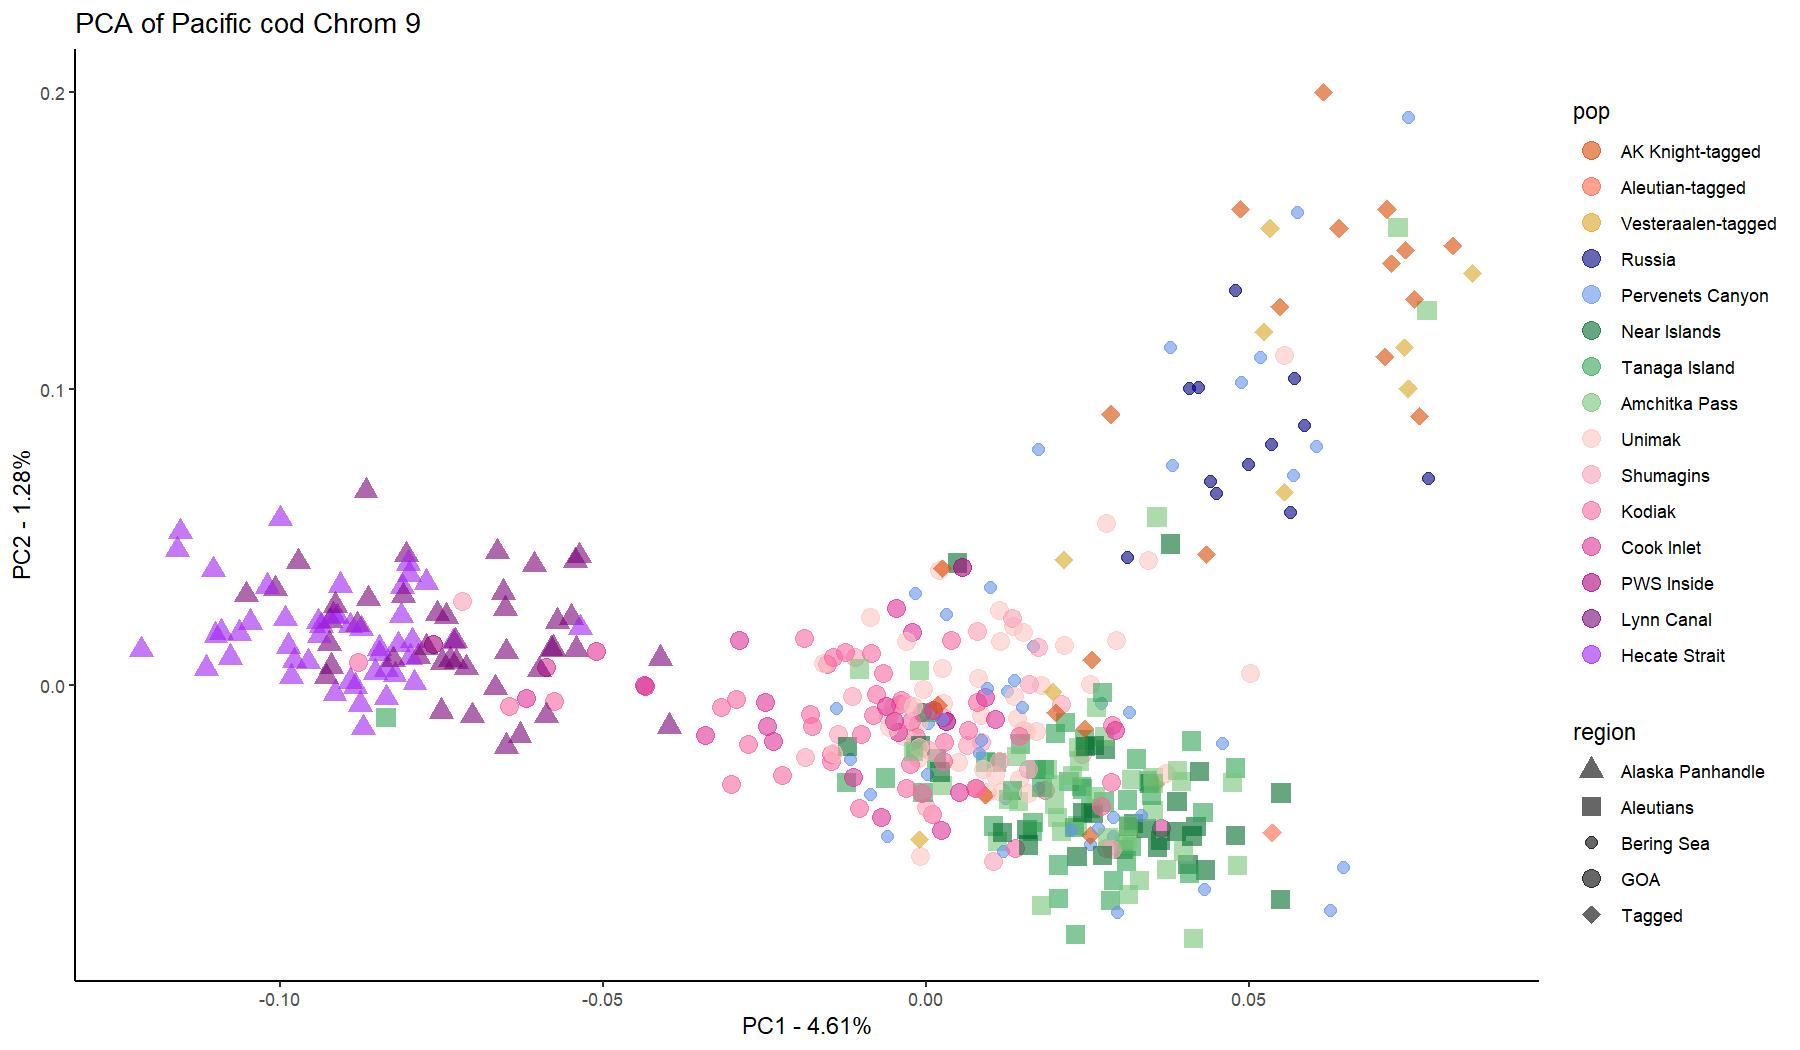 PCA of Pacific cod Chrom 9
0.2
0.1
0.0
PC2 - 1.28%
-0.10
-0.05
0.00
0.05
PC1 - 4.61%
pop
AK Knight-tagged
Aleutian-tagged
Vesteraalen-tagged
Russia
Pervenets Canyon
Near Islands
Tanaga Island
Amchitka Pass
Unimak
Shumagins
Kodiak
Cook Inlet
PWS Inside
Lynn Canal
Hecate Strait
region
Alaska Panhandle
Aleutians
Bering Sea
GOA
Tagged